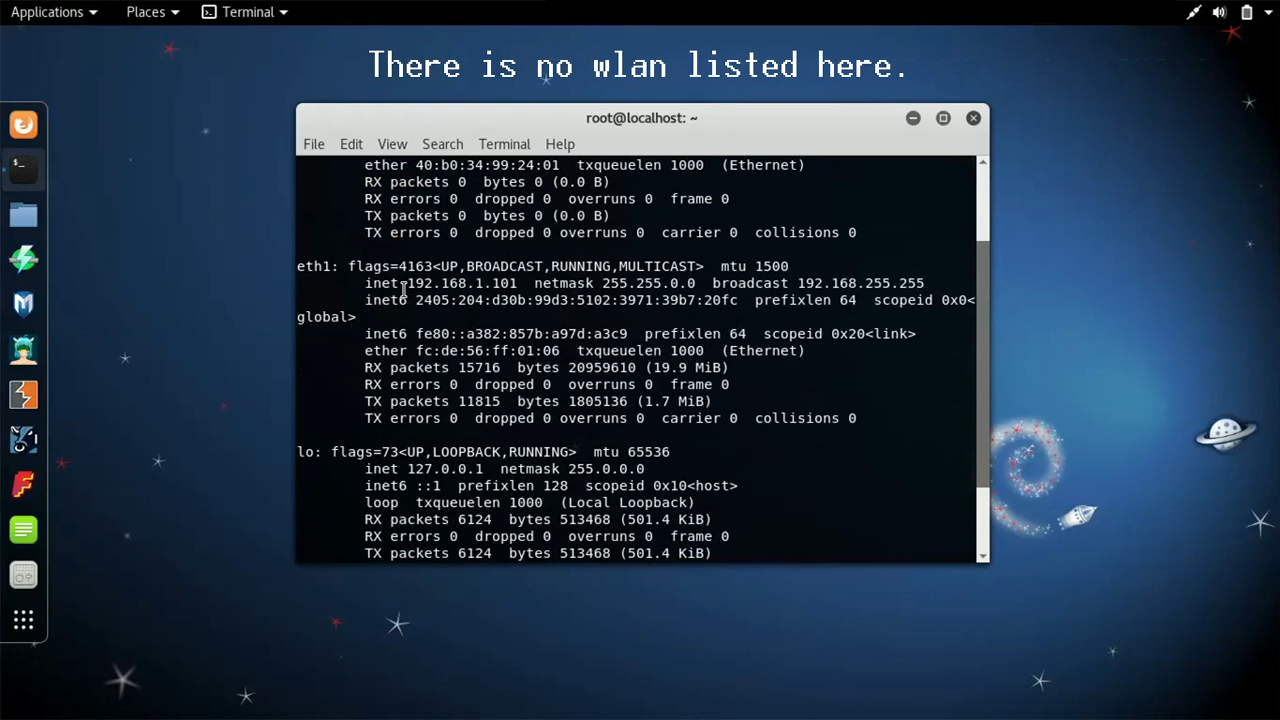 Applications Places Terminal
There is no wlan listed here.
root@localhost: ~
File Edit View Search Terminal Help
ether 40:b0:34:99:24:01 txqueuelen 1000 (Ethernet)
RX packets 0 bytes 0 (0.0 B)
RX errors 0 dropped 0 overruns 0 frame 0
TX packets 0 bytes 0 (0.0 B)
TX errors 0 dropped 0 overruns 0 carrier 0 collisions 0
eth1: flags=4163<UP,BROADCAST,RUNNING,MULTICAST> mtu 1500
inet 192.168.1.101 netmask 255.255.0.0 broadcast 192.168.255.255
inet6 2405:204:d30b:99d3:5102:3971:39b7:20fc prefixlen 64 scopeid 0x0<
global>
inet6 fe80::a382:857b:a97d:a3c9 prefixlen 64 scopeid 0x20<link>
ether fc:de:56:ff:01:06 txqueuelen 1000 (Ethernet)
RX packets 15716 bytes 20959610 (19.9 MiB)
RX errors 0 dropped 0 overruns 0 frame 0
TX packets 11815 bytes 1805136 (1.7 MiB)
TX errors 0 dropped 0 overruns 0 carrier 0 collisions 0
lo: flags=73<UP,LOOPBACK,RUNNING> mtu 65536
inet 127.0.0.1 netmask 255.0.0.0
inet6 ::1 prefixlen 128 scopeid 0x10<host>
loop txqueuelen 1000 (Local Loopback)
RX packets 6124 bytes 513468 (501.4 KiB)
RX errors 0 dropped 0 overruns 0 frame 0
TX packets 6124 bytes 513468 (501.4 KiB)